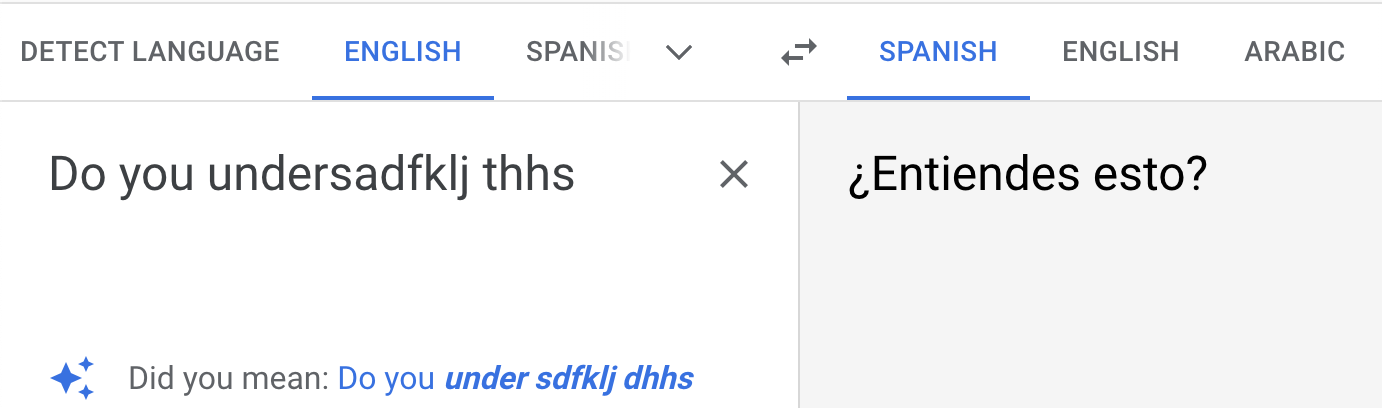 DETECT LANGUAGE ENGLISH SPANIS SPANISH ENGLISH ARABIC
Do you undersadfklj thhs
¿Entiendes esto?
Did you mean: Do you under sdfklj dhhs